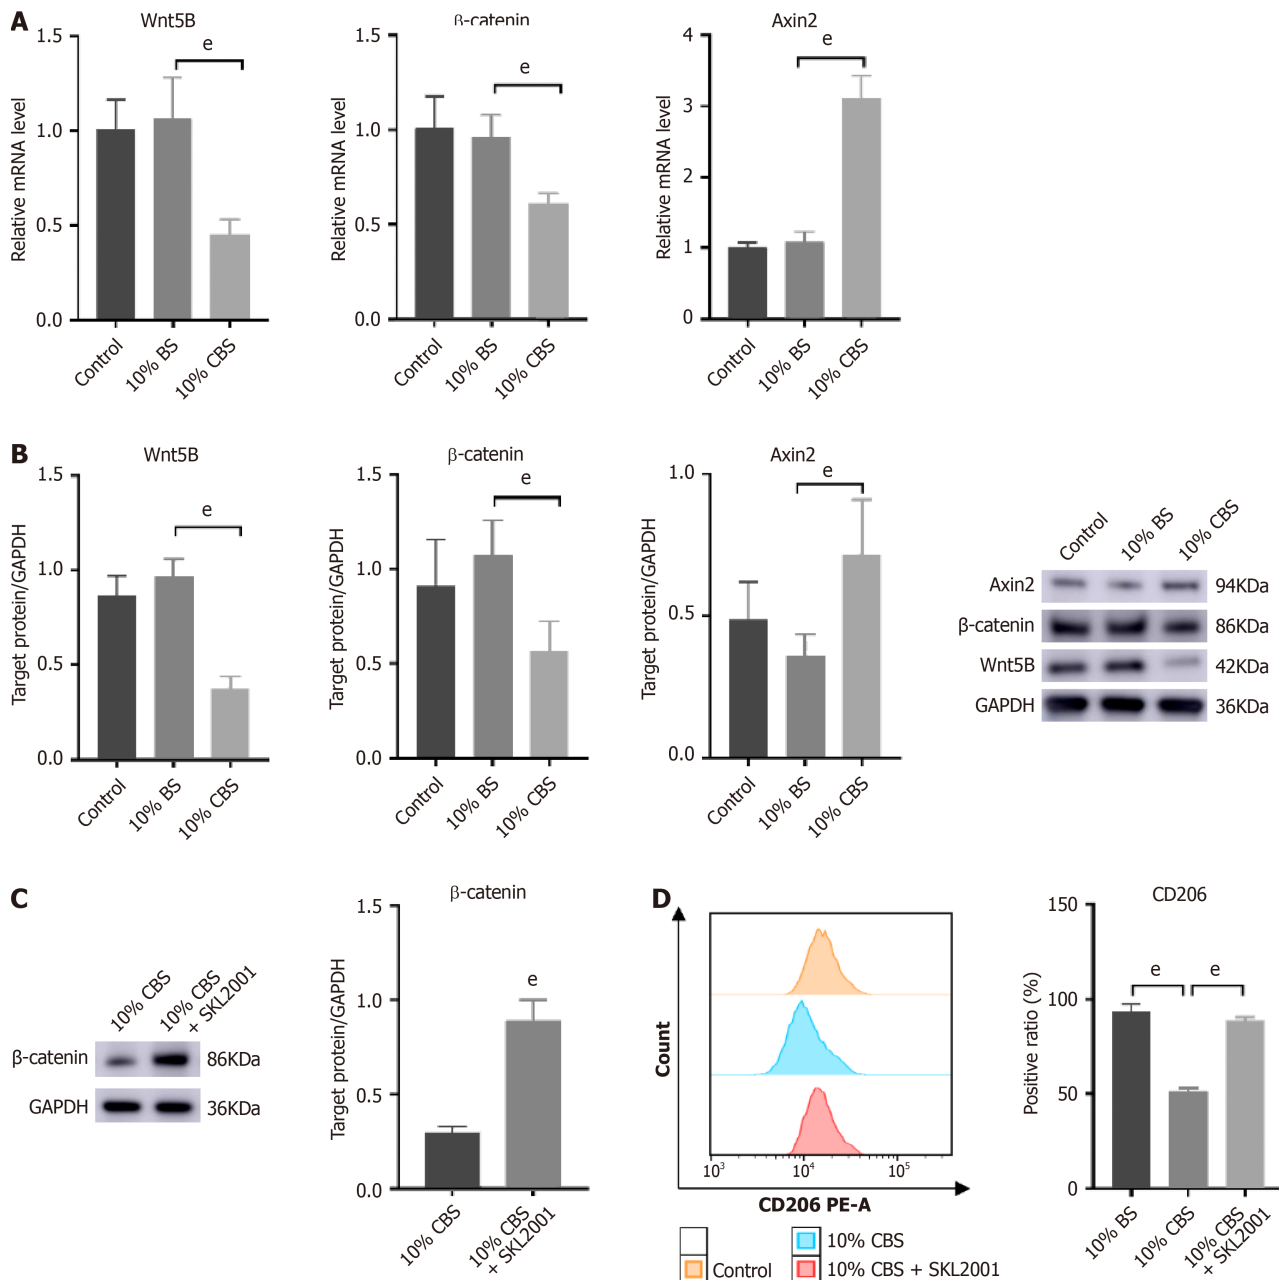 A
Wnt5B
e
Relative mRNA level
1.5
1.0
0.5
0.0
Control
10% BS
10% CBS
β-catenin
e
Relative mRNA level
1.5
1.0
0.5
0.0
Control
10% BS
10% CBS
Axin2
e
Relative mRNA level
4
3
2
1
0
Control
10% BS
10% CBS
B
Wnt5B
e
Target protein/GAPDH
1.5
1.0
0.5
0.0
Control
10% BS
10% CBS
β-catenin
e
Target protein/GAPDH
1.5
1.0
0.5
0.0
Control
10% BS
10% CBS
Axin2
e
Target protein/GAPDH
1.0
0.5
0.0
Control
10% BS
10% CBS
Control
10% BS
10% CBS
Axin2 94KDa
β-catenin 86KDa
Wnt5B 42KDa
GAPDH 36KDa
C
10% CBS
10% CBS
+ SKL2001
β-catenin 86KDa
GAPDH 36KDa
β-catenin
e
Target protein/GAPDH
1.5
1.0
0.5
0.0
10% CBS
10% CBS
+ SKL2001
D
Count
10³ 10⁴ 10⁵
CD206 PE-A
10% CBS
Control
10% CBS + SKL2001
CD206
e e
Positive ratio (%)
150
100
50
0
10% BS
10% CBS
10% CBS
+ SKL2001